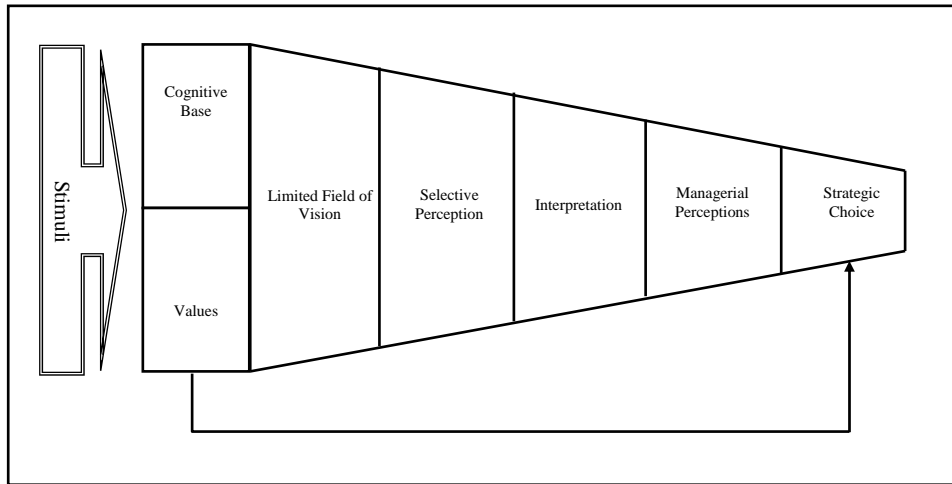 Stimuli
Cognitive
Base
Values
Limited Field of
Vision
Selective
Perception
Interpretation
Managerial
Perceptions
Strategic
Choice